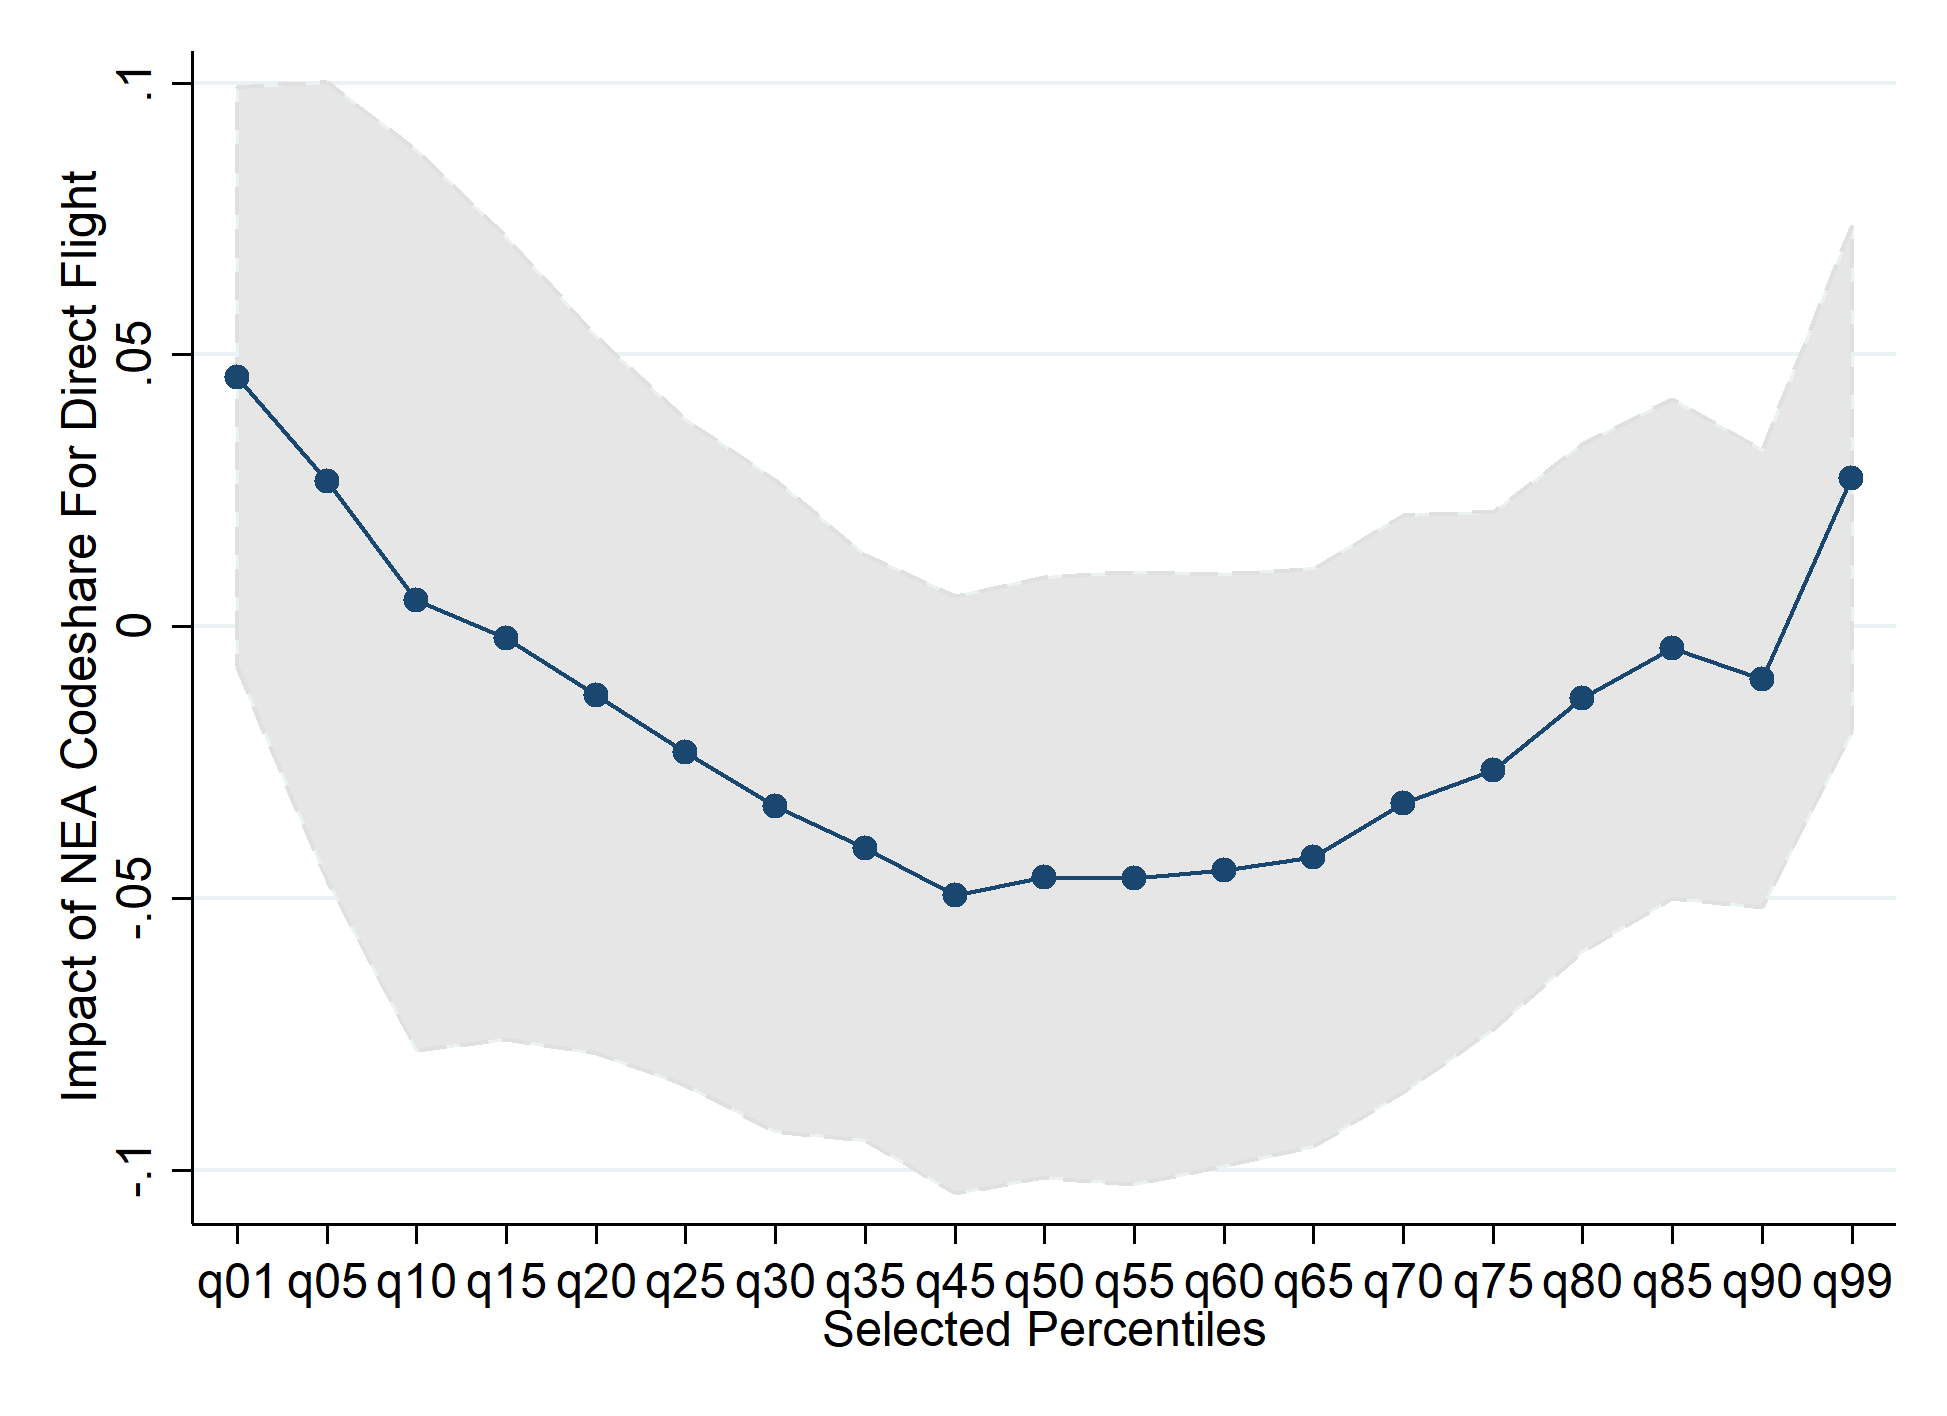 Impact of NEA Codeshare For Direct Flight
.1
.05
0
-.05
-.1
q01 q05 q10 q15 q20 q25 q30 q35 q45 q50 q55 q60 q65 q70 q75 q80 q85 q90 q99
Selected Percentiles